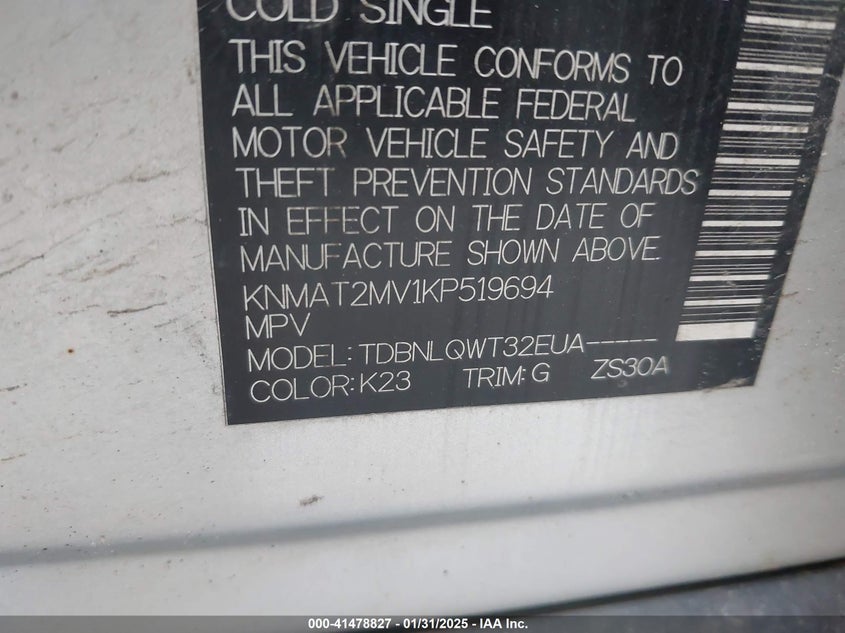 COLD SINGLE
THIS VEHICLE CONFORMS TO
ALL APPLICABLE FEDERAL
MOTOR VEHICLE SAFETY AND
THEFT PREVENTION STANDARDS
IN EFFECT ON THE DATE OF
MANUFACTURE SHOWN ABOVE.
KNMAT2MV1KP519694
MPV
MODEL: TDBNLQWT32EUA-----
COLOR: K23 TRIM: G ZS30A
000-41478827 - 01/31/2025 - IAA, Inc.